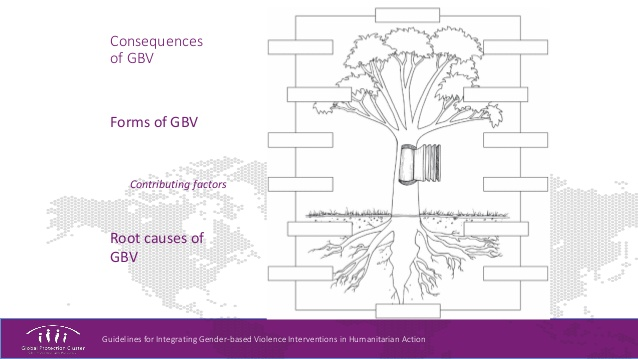 Consequences
of GBV
Forms of GBV
Contributing factors
Root causes of
GBV
Global Protection Cluster
Guidelines for Integrating Gender-based Violence Interventions in Humanitarian Action